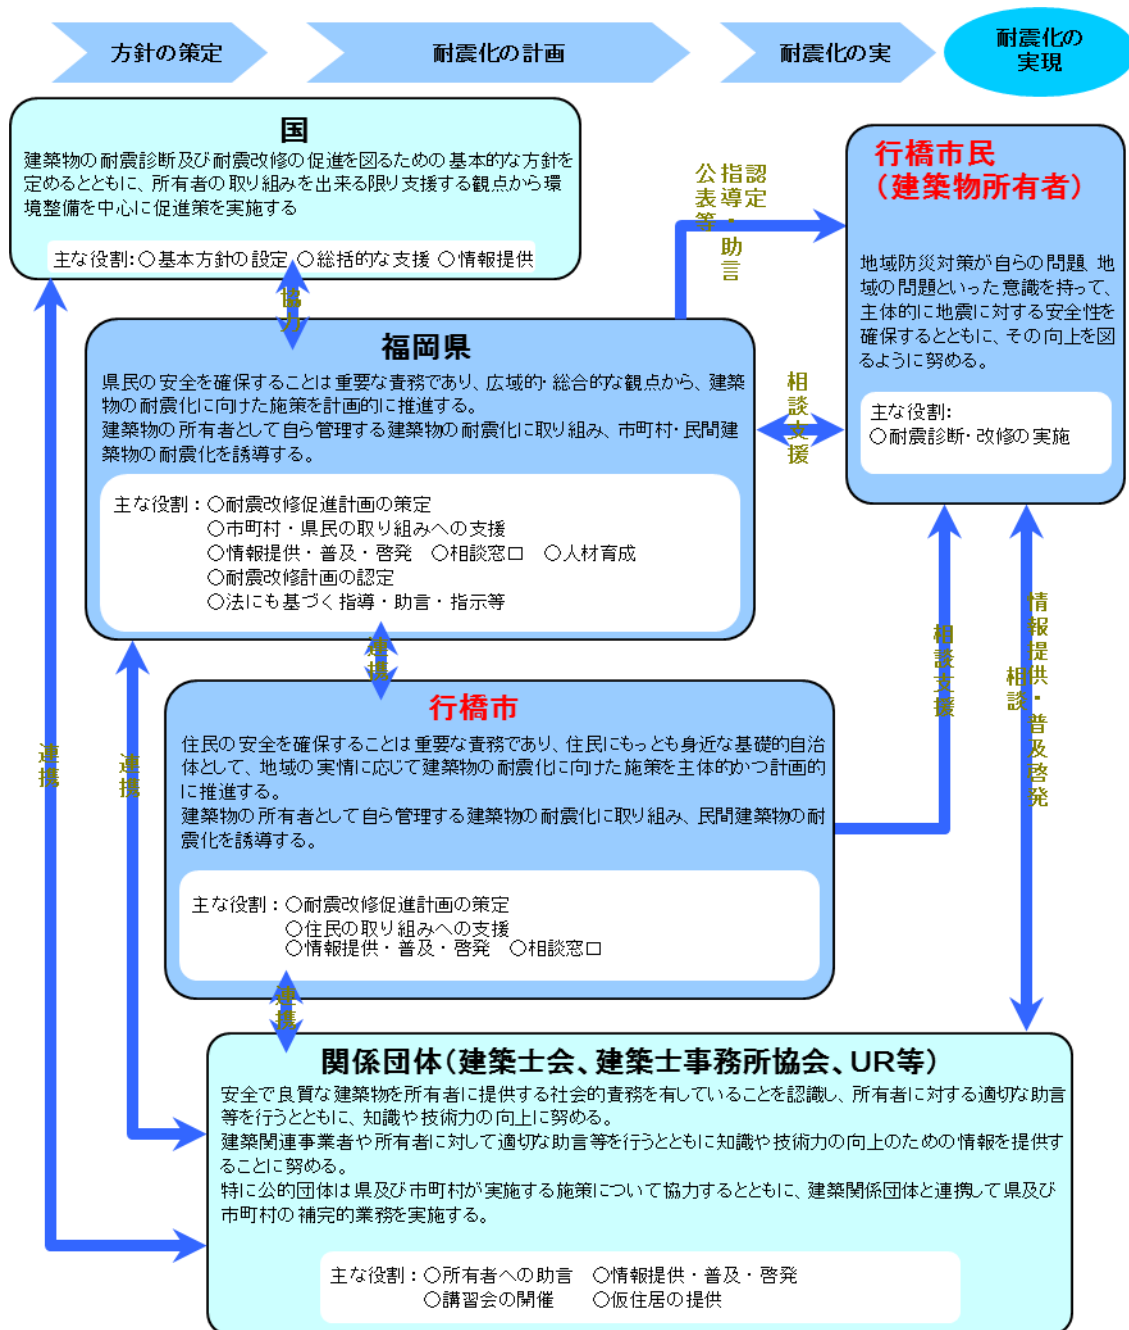 方針の策定
耐震化の計画
耐震化の実
耐震化の
実現
国
建築物の耐震診断及び耐震改修の促進を図るための基本的な方針を
定めるとともに、所有者の取り組みを出来る限り支援する観点から環
境整備を中心に促進策を実施する
主な役割:○基本方針の設定 ○総括的な支援 ○情報提供
協力
認定
指導・助言
公表等
行橋市民
（建築物所有者）
地域防災対策が自らの問題、地
域の問題といった意識を持って、
主体的に地震に対する安全性を
確保するとともに、その向上を図
るように努める。
主な役割:
○耐震診断・改修の実施
福岡県
県民の安全を確保することは重要な責務であり、広域的・総合的な観点から、建築
物の耐震化に向けた施策を計画的に推進する。
建築物の所有者として自ら管理する建築物の耐震化に取り組み、市町村・民間建
築物の耐震化を誘導する。
主な役割：○耐震改修促進計画の策定
○市町村・県民の取り組みへの支援
○情報提供・普及・啓発 ○相談窓口 ○人材育成
○耐震改修計画の認定
○法にも基づく指導・助言・指示等
相談支援
連携
行橋市
住民の安全を確保することは重要な責務であり、住民にもっとも身近な基礎的自治
体として、地域の実情に応じて建築物の耐震化に向けた施策を主体的かつ計画的
に推進する。
建築物の所有者として自ら管理する建築物の耐震化に取り組み、民間建築物の耐
震化を誘導する。
主な役割：○耐震改修促進計画の策定
○住民の取り組みへの支援
○情報提供・普及・啓発 ○相談窓口
相談支援
情報提供・普及啓発
相談
連携
連携
連携
関係団体（建築士会、建築士事務所協会、UR等）
安全で良質な建築物を所有者に提供する社会的責務を有していることを認識し、所有者に対する適切な助言
等を行うとともに、知識や技術力の向上に努める。
建築関連事業者や所有者に対して適切な助言等を行うとともに知識や技術力の向上のための情報を提供す
ることに努める。
特に公的団体は県及び市町村が実施する施策について協力するとともに、建築関係団体と連携して県及び
市町村の補完的業務を実施する。
主な役割：○所有者への助言 ○情報提供・普及・啓発
○講習会の開催 ○仮住居の提供